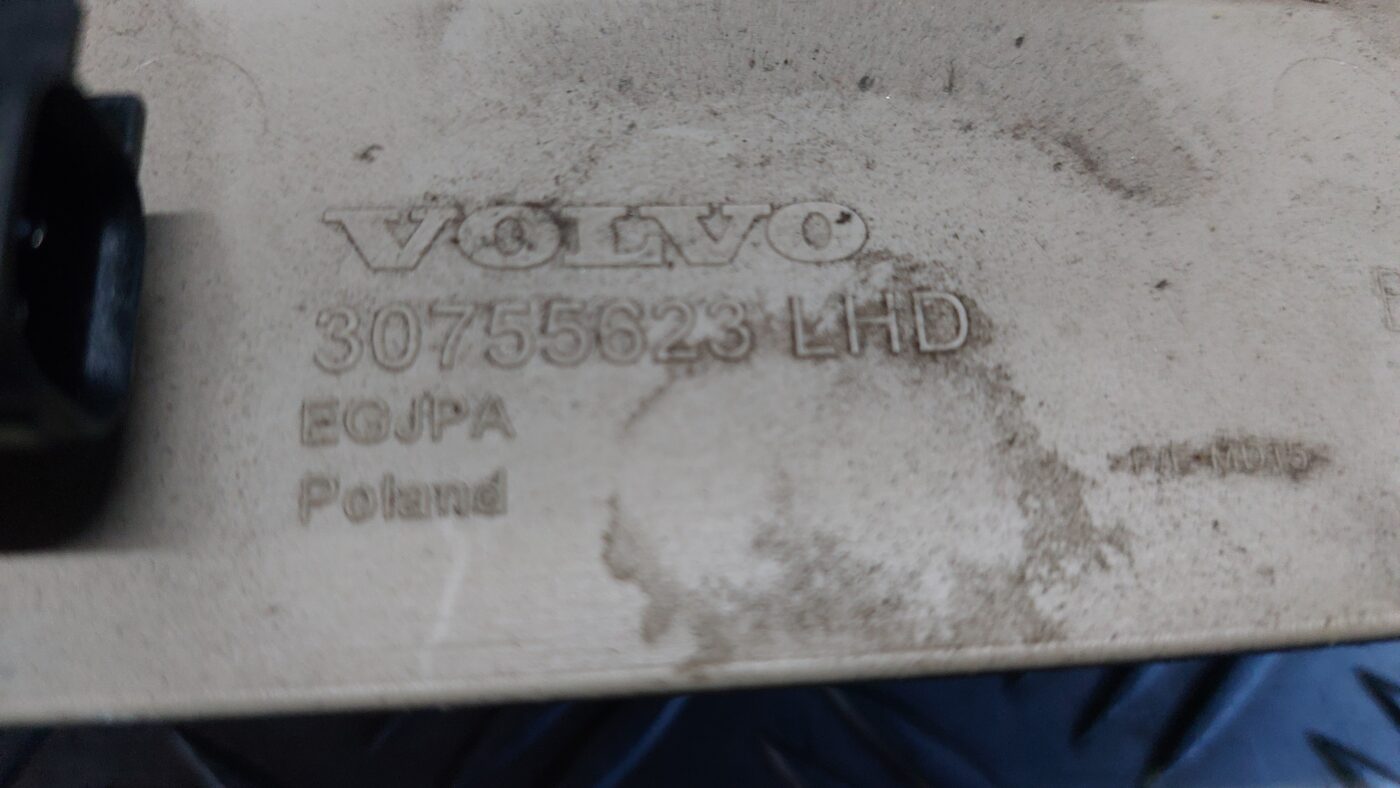 VOLVO
30755623 LHD
EGJPA
Poland